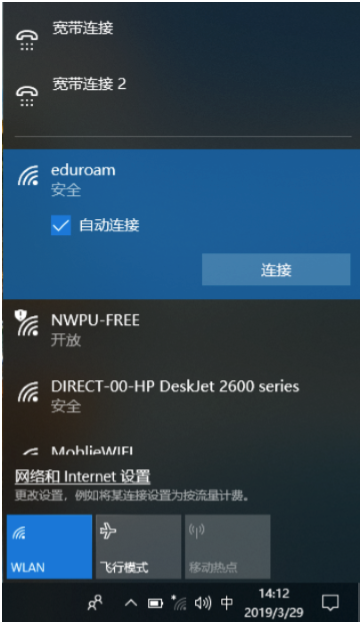 宽带连接
宽带连接 2
eduroam
安全
自动连接
连接
NWPU-FREE
开放
DIRECT-00-HP DeskJet 2600 series
安全
MoblieWIFI
网络和 Internet 设置
更改设置，例如将某连接设置为按流量计费。
WLAN
飞行模式
移动热点
中
14:12
2019/3/29